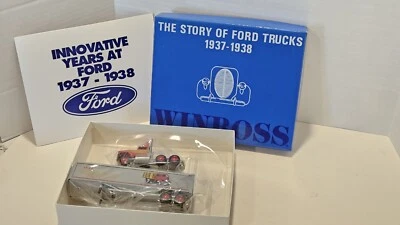 INNOVATIVE
YEARS AT
FORD
1937 - 1938
Ford
THE STORY OF FORD TRUCKS
1937-1938
WINROSS